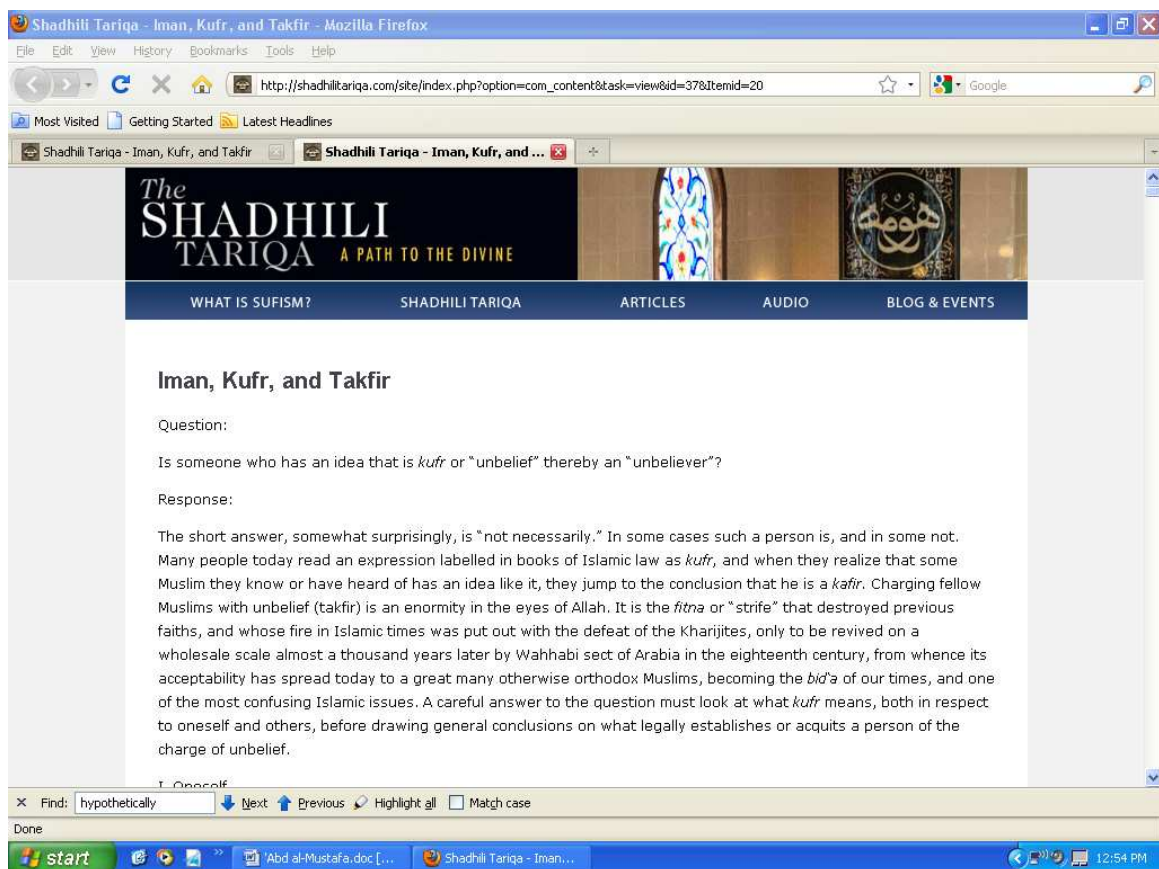 Shadhili Tariqa - Iman, Kufr, and Takfir - Mozilla Firefox
File Edit View History Bookmarks Tools Help
http://shadhilitariqa.com/site/index.php?option=com_content&task=view&id=37&Itemid=20
Google
Most Visited Getting Started Latest Headlines
Shadhili Tariqa - Iman, Kufr, and Takfir
Shadhili Tariqa - Iman, Kufr, and ...
The
SHADHILI
TARIQA A PATH TO THE DIVINE
WHAT IS SUFISM? SHADHILI TARIQA ARTICLES AUDIO BLOG & EVENTS
Iman, Kufr, and Takfir
Question:
Is someone who has an idea that is kufr or “unbelief” thereby an “unbeliever”?
Response:
The short answer, somewhat surprisingly, is “not necessarily.” In some cases such a person is, and in some not.
Many people today read an expression labelled in books of Islamic law as kufr, and when they realize that some
Muslim they know or have heard of has an idea like it, they jump to the conclusion that he is a kafir. Charging fellow
Muslims with unbelief (takfir) is an enormity in the eyes of Allah. It is the fitna or “strife” that destroyed previous
faiths, and whose fire in Islamic times was put out with the defeat of the Kharijites, only to be revived on a
wholesale scale almost a thousand years later by Wahhabi sect of Arabia in the eighteenth century, from whence its
acceptability has spread today to a great many otherwise orthodox Muslims, becoming the bid‘a of our times, and one
of the most confusing Islamic issues. A careful answer to the question must look at what kufr means, both in respect
to oneself and others, before drawing general conclusions on what legally establishes or acquits a person of the
charge of unbelief.
I. Oneself
Find: hypothetically Next Previous Highlight all Match case
Done
start 'Abd al-Mustafa.doc [... Shadhili Tariqa - Iman... 12:54 PM